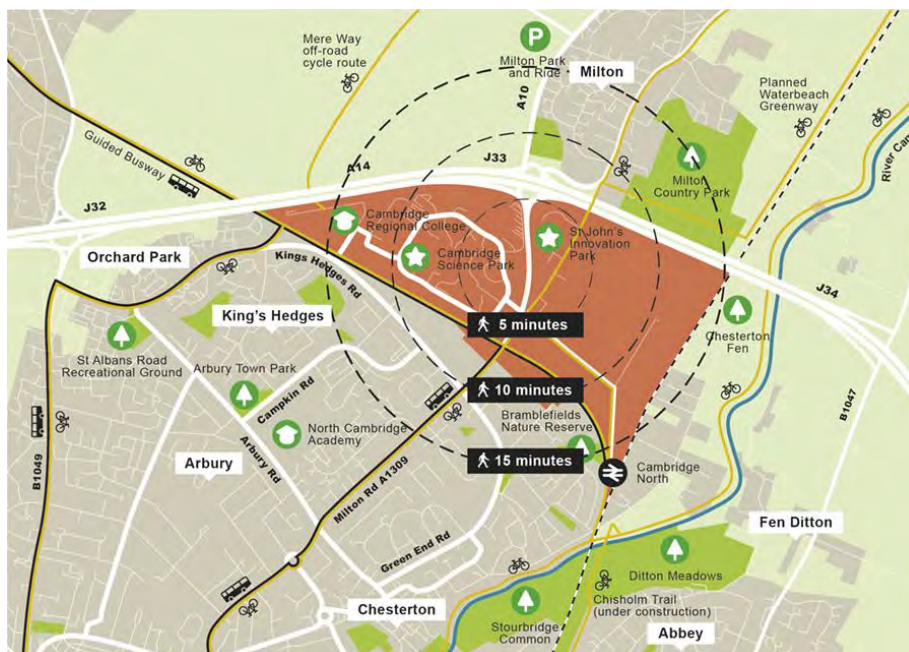 Mere Way
off-road
cycle route
P
Milton Park
and Ride
Milton
A10
Planned
Waterbeach
Greenway
Guided Busway
A14
J33
River Cam
Milton
Country Park
J32
Cambridge
Regional College
St John's
Innovation
Park
Orchard Park
Kings Hedges Rd
Cambridge
Science Park
J34
King's Hedges
5 minutes
Chesterton
Fen
St Albans Road
Recreational Ground
Arbury Town Park
Campkin Rd
10 minutes
B1047
B1049
North Cambridge
Academy
Bramblefields
Nature Reserve
Arbury
Arbury Rd
15 minutes
Cambridge
North
Milton Rd A1309
Fen Ditton
Green End Rd
Ditton Meadows
Chesterton
Chisholm Trail
(under construction)
Stourbridge
Common
Abbey